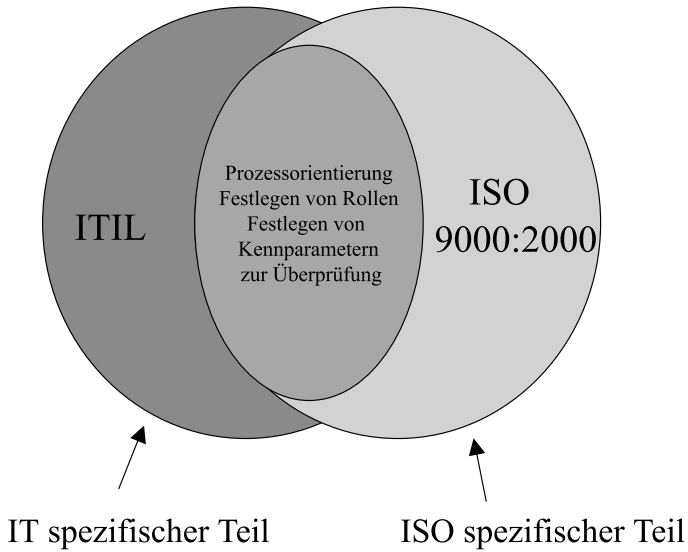 ITIL
Prozessorientierung
Festlegen von Rollen
Festlegen von
Kennparametern
zur Überprüfung
ISO
9000:2000
IT spezifischer Teil
ISO spezifischer Teil